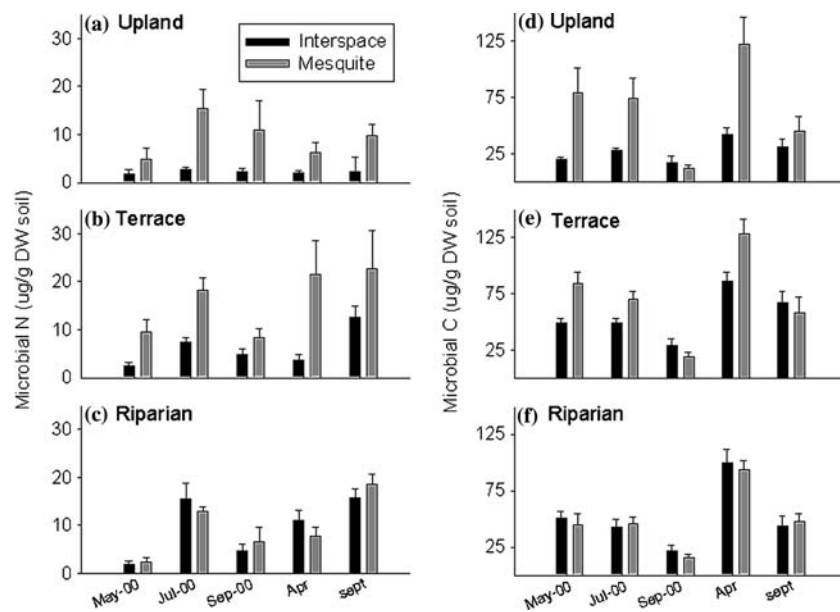 (a) Upland
Interspace
Mesquite
30
20
10
0
(b) Terrace
30
20
10
0
(c) Riparian
30
20
10
0
Microbial N (ug/g DW soil)
May-00 Jul-00 Sep-00 Apr sept
(d) Upland
125
75
25
(e) Terrace
125
75
25
(f) Riparian
125
75
25
Microbial C (ug/g DW soil)
May-00 Jul-00 Sep-00 Apr sept